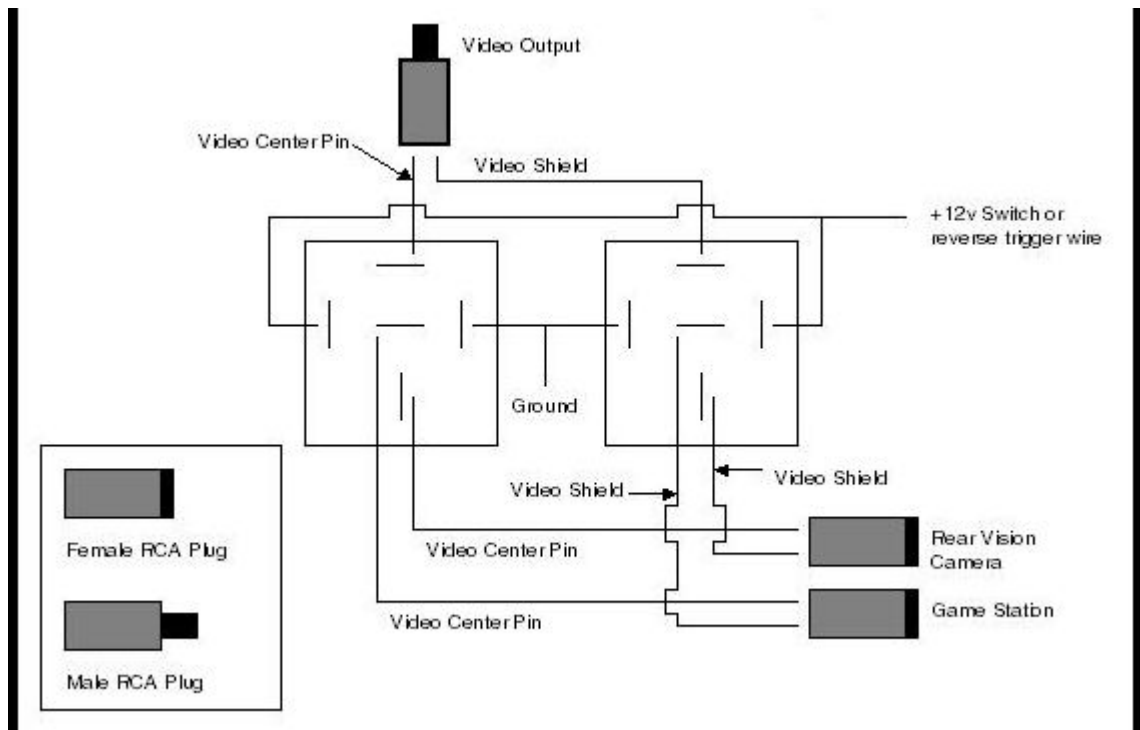 Video Output
Video Center Pin
Video Shield
+12v Switch or
reverse trigger wire
Ground
Video Shield
Video Shield
Female RCA Plug
Video Center Pin
Rear Vision
Camera
Game Station
Video Center Pin
Male RCA Plug